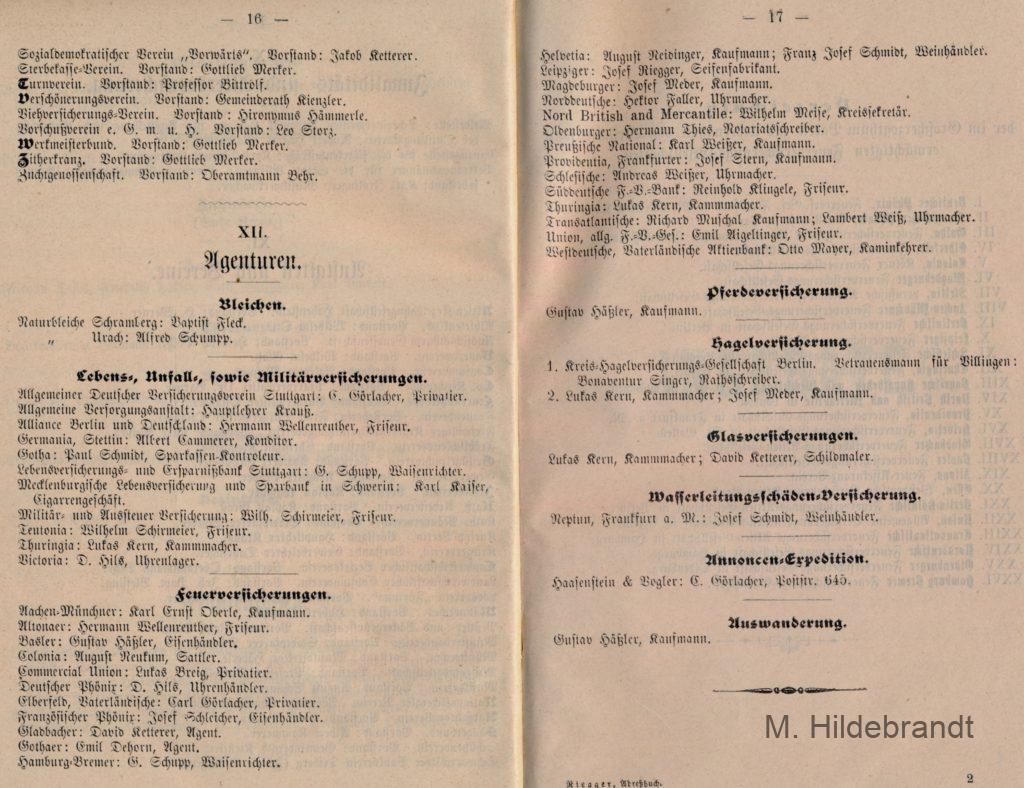 — 16 —
Sozialdemokratischer Verein „Vorwärts“. Vorstand: Jakob Ketterer.
Sterbekasse-Verein. Vorstand: Gottlieb Merker.
Turnverein. Vorstand: Professor Bittrolf.
Verschönerungsverein. Vorstand: Gemeinderath Kienzler.
Viehversicherungs-Verein. Vorstand: Hironymus Hämmerle.
Vorschußverein e. G. m. u. H. Vorstand: Leo Storz.
Werkmeisterbund. Vorstand: Gottlieb Merker.
Zitherkranz. Vorstand: Gottlieb Merker.
Zuchtgenossenschaft. Vorstand: Oberamtmann Behr.
XII.
Agenturen.
Bleichen.
Naturbleiche Schramberg: Baptist Fleck.
„ Urach: Alfred Schumpp.
Lebens-, Unfall-, sowie Militärversicherungen.
Allgemeiner Deutscher Versicherungsverein Stuttgart: C. Görlacher, Privatier.
Allgemeine Versorgungsanstalt: Hauptlehrer Krauß.
Alliance Berlin und Deutschland: Hermann Wellenreuther, Friseur.
Germania, Stettin: Albert Cammerer, Konditor.
Gotha: Paul Schmidt, Sparkassen-Kontroleur.
Lebensversicherungs- und Ersparnißbank Stuttgart: G. Schupp, Waisenrichter.
Mecklenburgische Lebensversicherung und Sparbank in Schwerin: Karl Kaiser,
Cigarrengeschäft.
Militär- und Aussteuer Versicherung: Wilh. Schirmeier, Friseur.
Teutonia: Wilhelm Schirmeier, Friseur.
Thuringia: Lukas Kern, Kammmacher.
Victoria: D. Hils, Uhrenlager.
Feuerversicherungen.
Aachen-Münchner: Karl Ernst Oberle, Kaufmann.
Altonaer: Hermann Wellenreuther, Friseur.
Basler: Gustav Häßler, Eisenhändler.
Colonia: August Neukum, Sattler.
Commercial Union: Lukas Breig, Privatier.
Deutscher Phönix: D. Hils, Uhrenhändler.
Elberfeld, Vaterländische: Carl Görlacher, Privatier.
Französischer Phönix: Josef Schleicher, Eisenhändler.
Gladbacher: David Ketterer, Agent.
Gothaer: Emil Dehorn, Agent.
Hamburg-Bremer: G. Schupp, Waisenrichter.
— 17 —
Helvetia: August Neidinger, Kaufmann; Franz Josef Schmidt, Weinhändler.
Leipziger: Josef Riegger, Seifenfabrikant.
Magdeburger: Josef Meder, Kaufmann.
Norddeutsche: Hektor Faller, Uhrmacher.
Nord British and Mercantile: Wilhelm Meise, Kreissekretär.
Oldenburger: Hermann Thies, Notariatschreiber.
Preußische National: Karl Weißer, Kaufmann.
Providentia, Frankfurter: Josef Stern, Kaufmann.
Schlesische: Andreas Weißer, Uhrmacher.
Süddeutsche F.-V.-Bank: Reinhold Klingele, Friseur.
Thuringia: Lukas Kern, Kammmacher.
Transatlantische: Richard Muschal Kaufmann; Lambert Weiß, Uhrmacher.
Union, allg. F.-V.-Ges.: Emil Aigeltinger, Friseur.
Westdeutsche, Vaterländische Aktienbank: Otto Mayer, Kaminkehrer.
Pferdeversicherung.
Gustav Häßler, Kaufmann.
Hagelversicherung.
1. Kreis-Hagelversicherungs-Gesellschaft Berlin. Vetrauensmann für Villingen:
Bonaventur Singer, Rathschreiber.
2. Lukas Kern, Kammmacher; Josef Meder, Kaufmann.
Glasversicherungen.
Lukas Kern, Kammmacher; David Ketterer, Schildmaler.
Wasserleitungsschäden-Versicherung.
Neptun, Frankfurt a. M.: Josef Schmidt, Weinhändler.
Annoncen-Expedition.
Haasenstein & Vogler: C. Görlacher, Poststr. 645.
Auswanderung.
Gustav Häßler, Kaufmann.
M. Hildebrandt
Riegger, Adreßbuch.
2